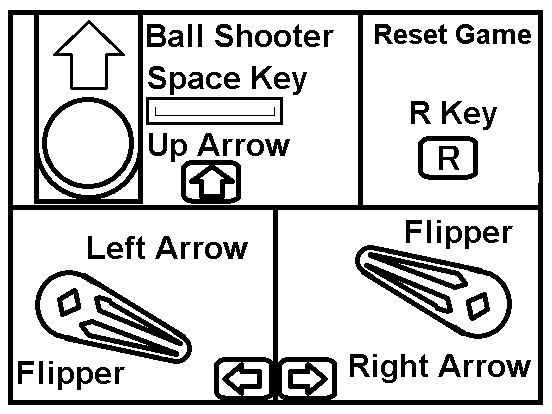 Ball Shooter
Space Key
Up Arrow
Reset Game
R Key
R
Left Arrow
Flipper
Flipper
Right Arrow